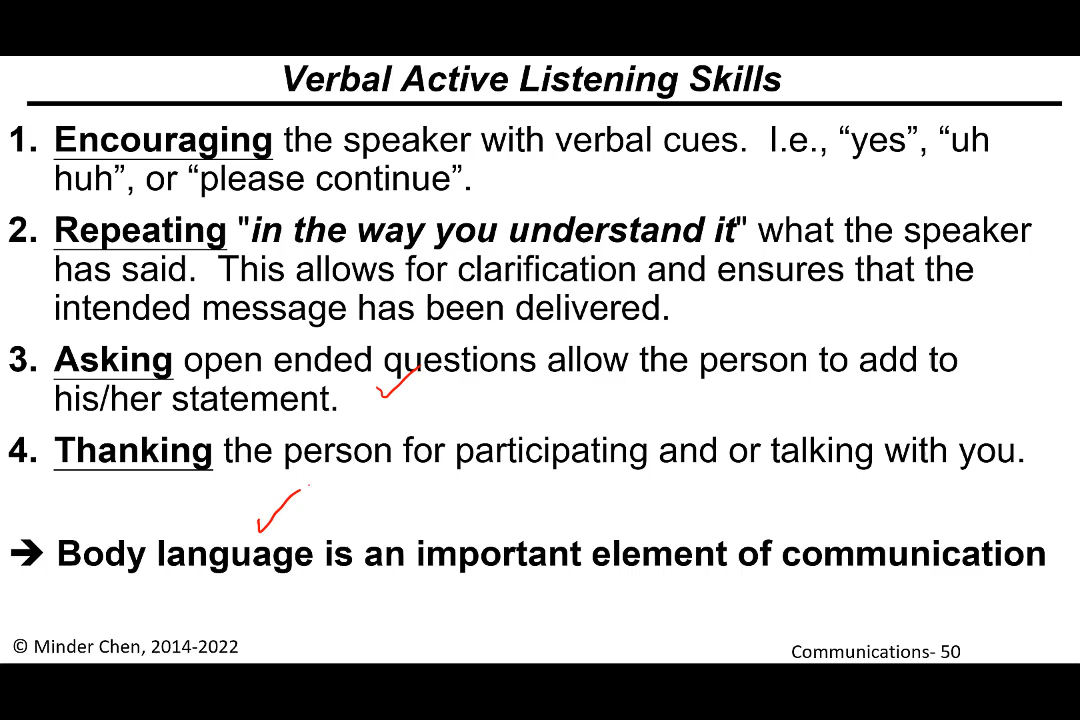 Verbal Active Listening Skills
1. Encouraging the speaker with verbal cues.  I.e., “yes”, “uh
huh”, or “please continue”.
2. Repeating "in the way you understand it" what the speaker
has said.  This allows for clarification and ensures that the
intended message has been delivered.
3. Asking open ended questions allow the person to add to
his/her statement.
4. Thanking the person for participating and or talking with you.
➔ Body language is an important element of communication
© Minder Chen, 2014-2022
Communications- 50